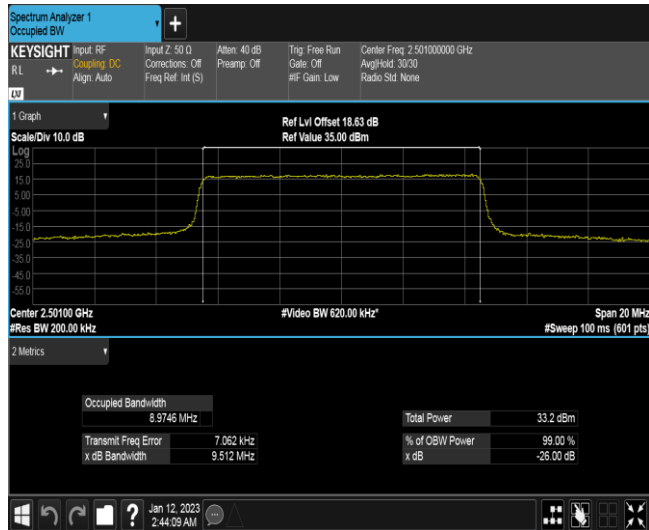 Spectrum Analyzer 1
Occupied BW
+
KEYSIGHT Input: RF Input Z: 50 Ω Atten: 40 dB Trig: Free Run Center Freq: 2.501000000 GHz
RL Coupling: DC Corrections: Off Preamp: Off Gate: Off Avg|Hold: 30/30
Align: Auto Freq Ref: Int (S) #IF Gain: Low Radio Std: None
LXI
1 Graph
Ref Lvl Offset 18.63 dB
Scale/Div 10.0 dB Ref Value 35.00 dBm
Log
25.0
15.0
5.00
-5.00
-15.0
-25.0
-35.0
-45.0
-55.0
Center 2.50100 GHz #Video BW 620.00 kHz* Span 20 MHz
#Res BW 200.00 kHz #Sweep 100 ms (601 pts)
2 Metrics
Occupied Bandwidth
8.9746 MHz Total Power 33.2 dBm
Transmit Freq Error 7.062 kHz % of OBW Power 99.00 %
x dB Bandwidth 9.512 MHz x dB -26.00 dB
? Jan 12, 2023
2:44:09 AM